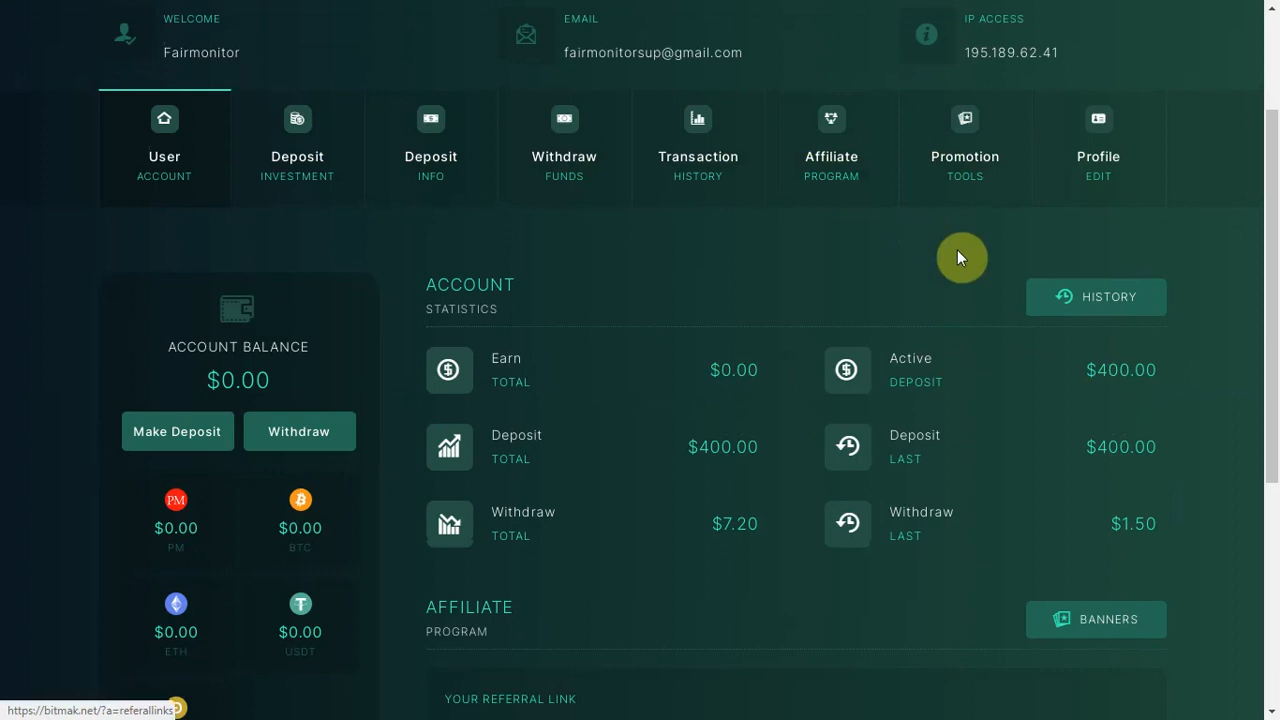 WELCOME
Fairmonitor
EMAIL
fairmonitorsup@gmail.com
IP ACCESS
195.189.62.41
User
ACCOUNT
Deposit
INVESTMENT
Deposit
INFO
Withdraw
FUNDS
Transaction
HISTORY
Affiliate
PROGRAM
Promotion
TOOLS
Profile
EDIT
ACCOUNT BALANCE
$0.00
Make Deposit
Withdraw
PM
$0.00
PM
$0.00
BTC
$0.00
ETH
$0.00
USDT
ACCOUNT
STATISTICS
HISTORY
Earn
TOTAL
$0.00
Active
DEPOSIT
$400.00
Deposit
TOTAL
$400.00
Deposit
LAST
$400.00
Withdraw
TOTAL
$7.20
Withdraw
LAST
$1.50
AFFILIATE
PROGRAM
BANNERS
YOUR REFERRAL LINK
https://bitmak.net/?a=referallinks